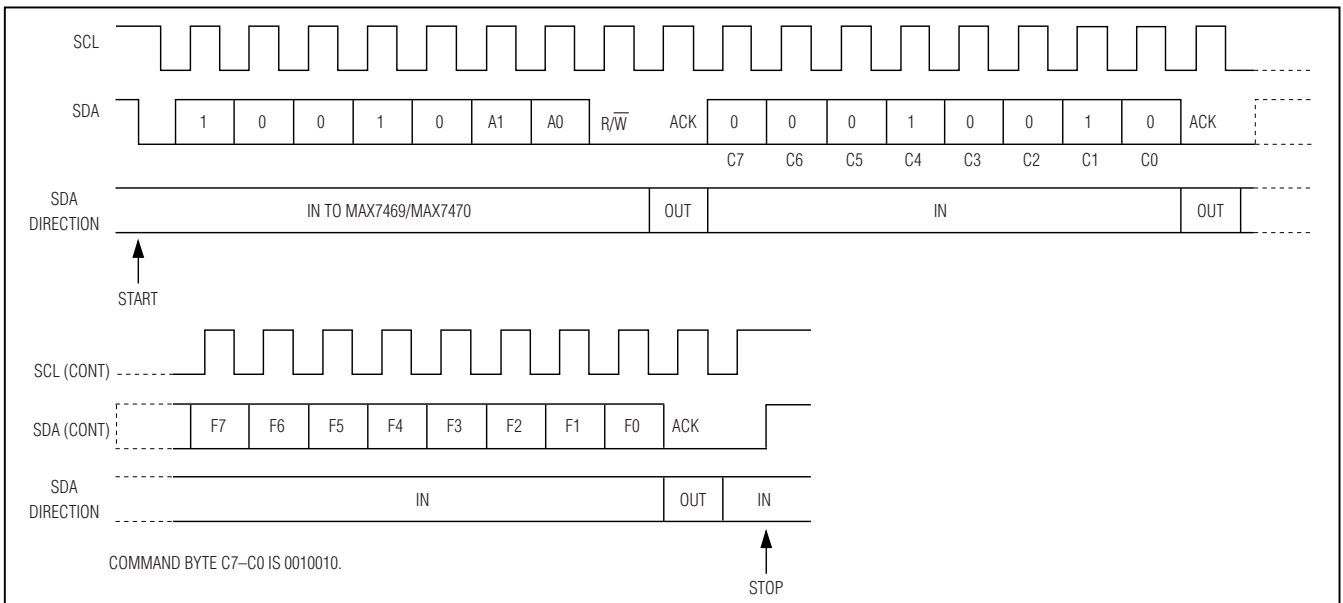 SCL
SDA 1 0 0 1 0 A1 A0 R/W̅ ACK 0 0 0 1 0 0 1 0 ACK
C7 C6 C5 C4 C3 C2 C1 C0
SDA DIRECTION IN TO MAX7469/MAX7470 OUT IN OUT
START
SCL (CONT)
SDA (CONT) F7 F6 F5 F4 F3 F2 F1 F0 ACK
SDA DIRECTION IN OUT IN
COMMAND BYTE C7–C0 IS 0010010.
STOP